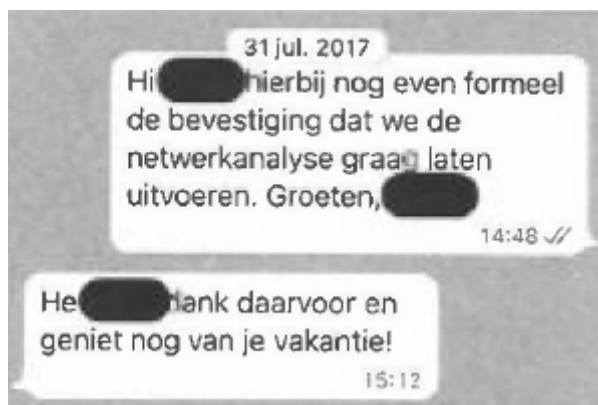 31 jul. 2017
Hi hierbij nog even formeel
de bevestiging dat we de
netwerkanalyse graag laten
uitvoeren. Groeten,
14:48
He dank daarvoor en
geniet nog van je vakantie!
15:12